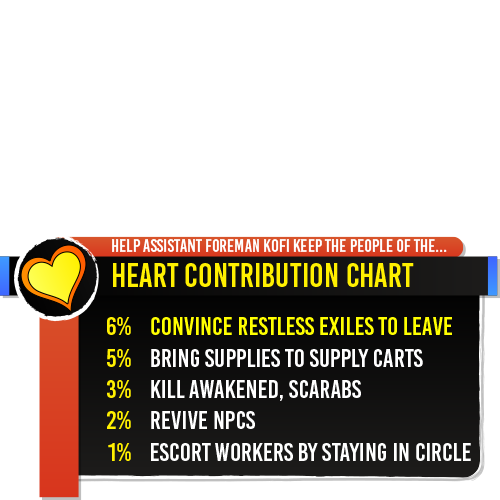 HELP ASSISTANT FOREMAN KOFI KEEP THE PEOPLE OF THE...
HEART CONTRIBUTION CHART
6% CONVINCE RESTLESS EXILES TO LEAVE
5% BRING SUPPLIES TO SUPPLY CARTS
3% KILL AWAKENED, SCARABS
2% REVIVE NPCS
1% ESCORT WORKERS BY STAYING IN CIRCLE